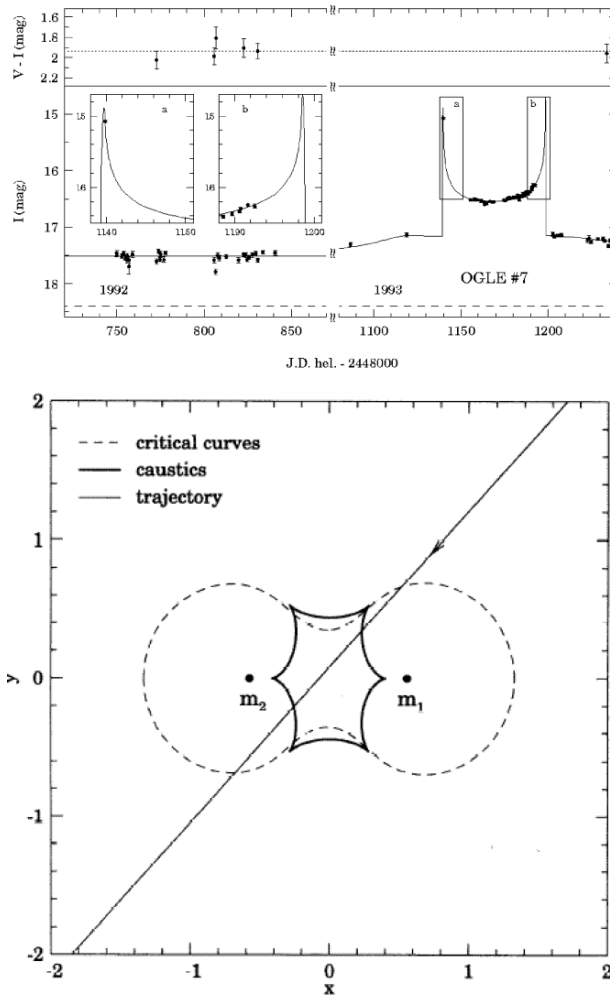 V - I (mag)
1.6
2
2.2
a
b
15
16
1140
1150
1160
15
16
1190
1200
a
b
I (mag)
15
16
17
18
1992
1993
OGLE #7
750
800
850
1100
1150
1200
J.D. hel. - 2448000
critical curves
caustics
trajectory
m₂
m₁
y
2
1
0
-1
-2
-2
-1
0
1
2
x